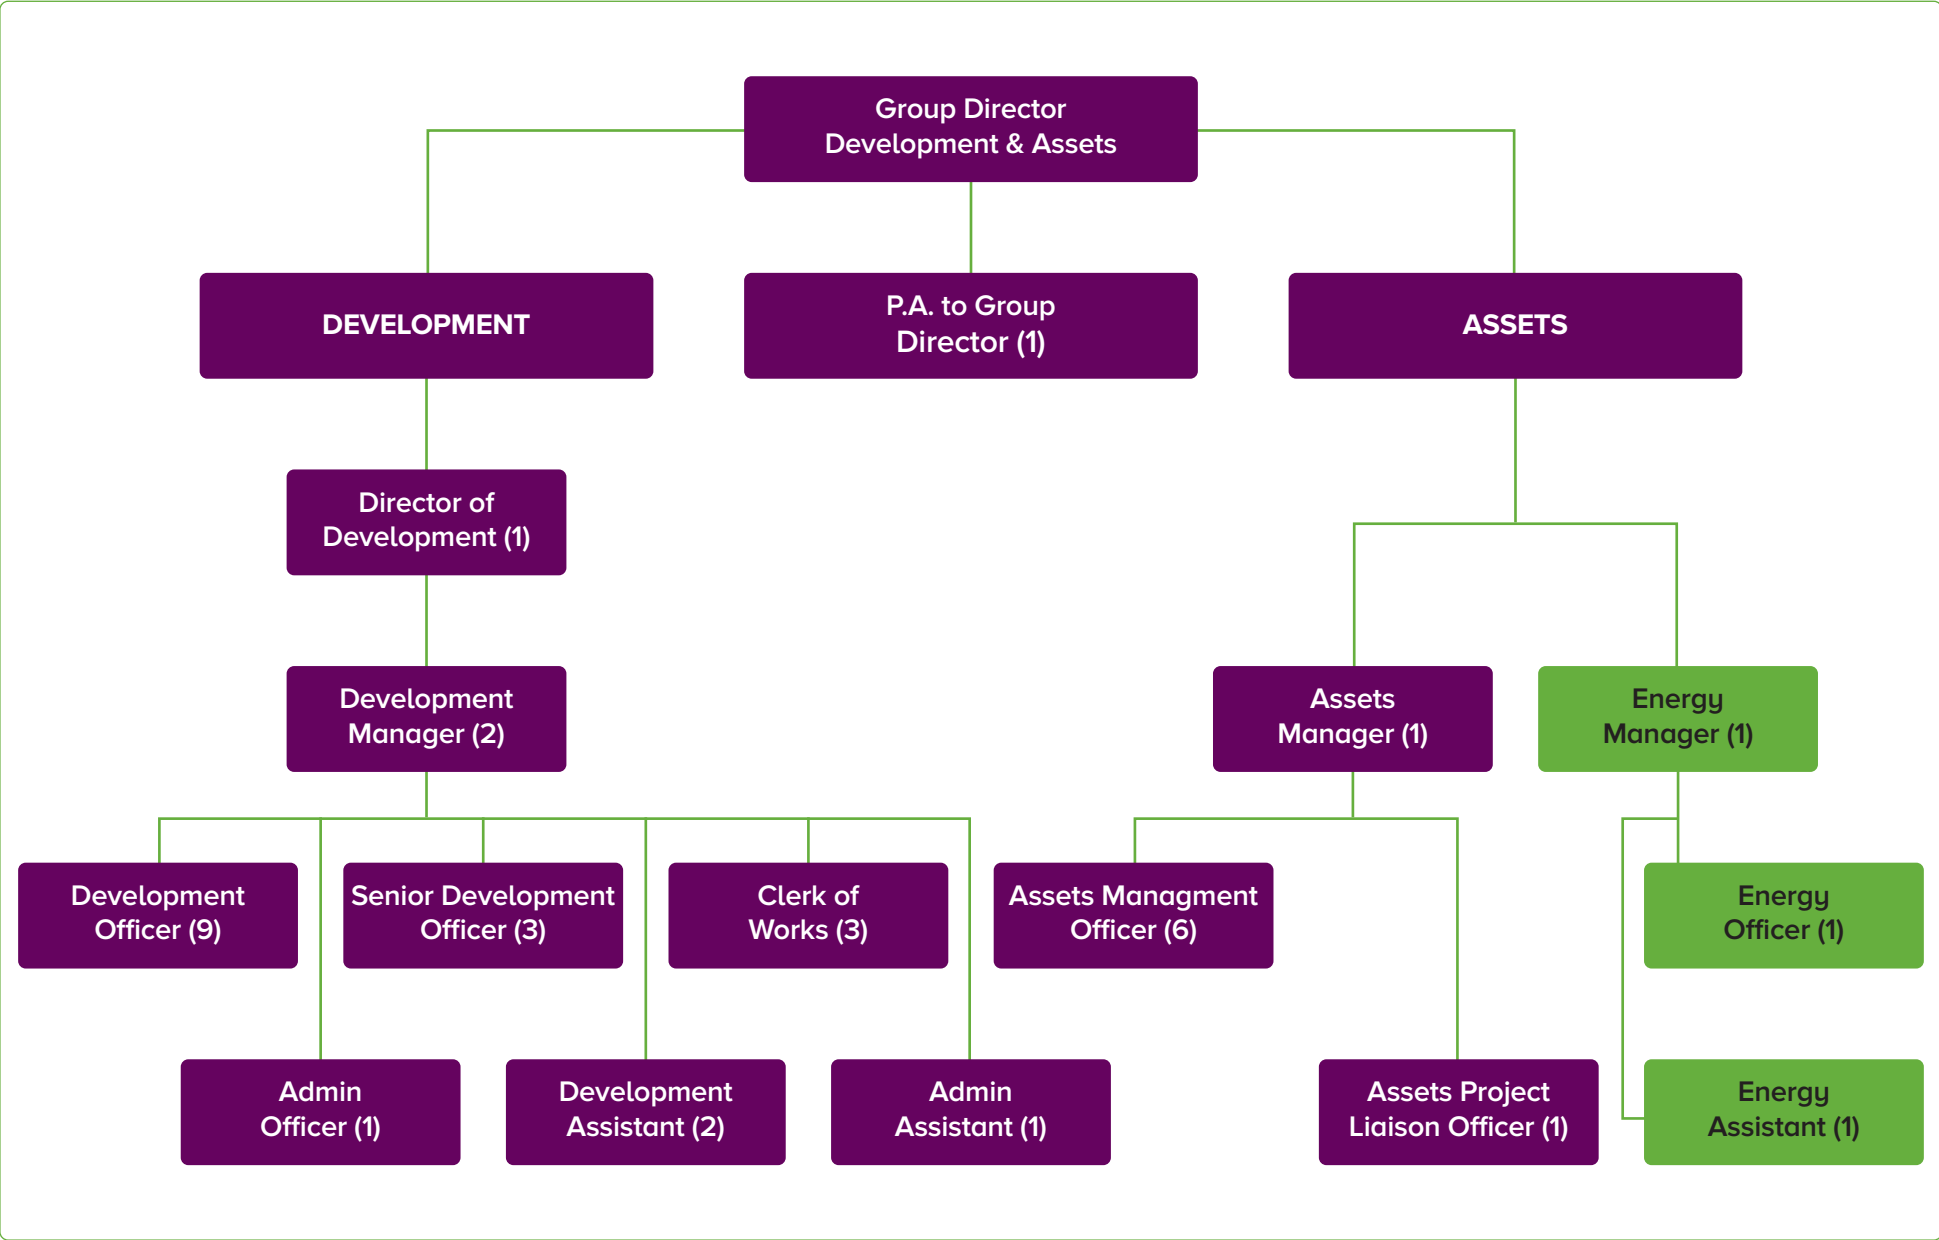 Group Director
Development & Assets
DEVELOPMENT
P.A. to Group
Director (1)
ASSETS
Director of
Development (1)
Development
Manager (2)
Assets
Manager (1)
Energy
Manager (1)
Development
Officer (9)
Senior Development
Officer (3)
Clerk of
Works (3)
Assets Managment
Officer (6)
Energy
Officer (1)
Admin
Officer (1)
Development
Assistant (2)
Admin
Assistant (1)
Assets Project
Liaison Officer (1)
Energy
Assistant (1)